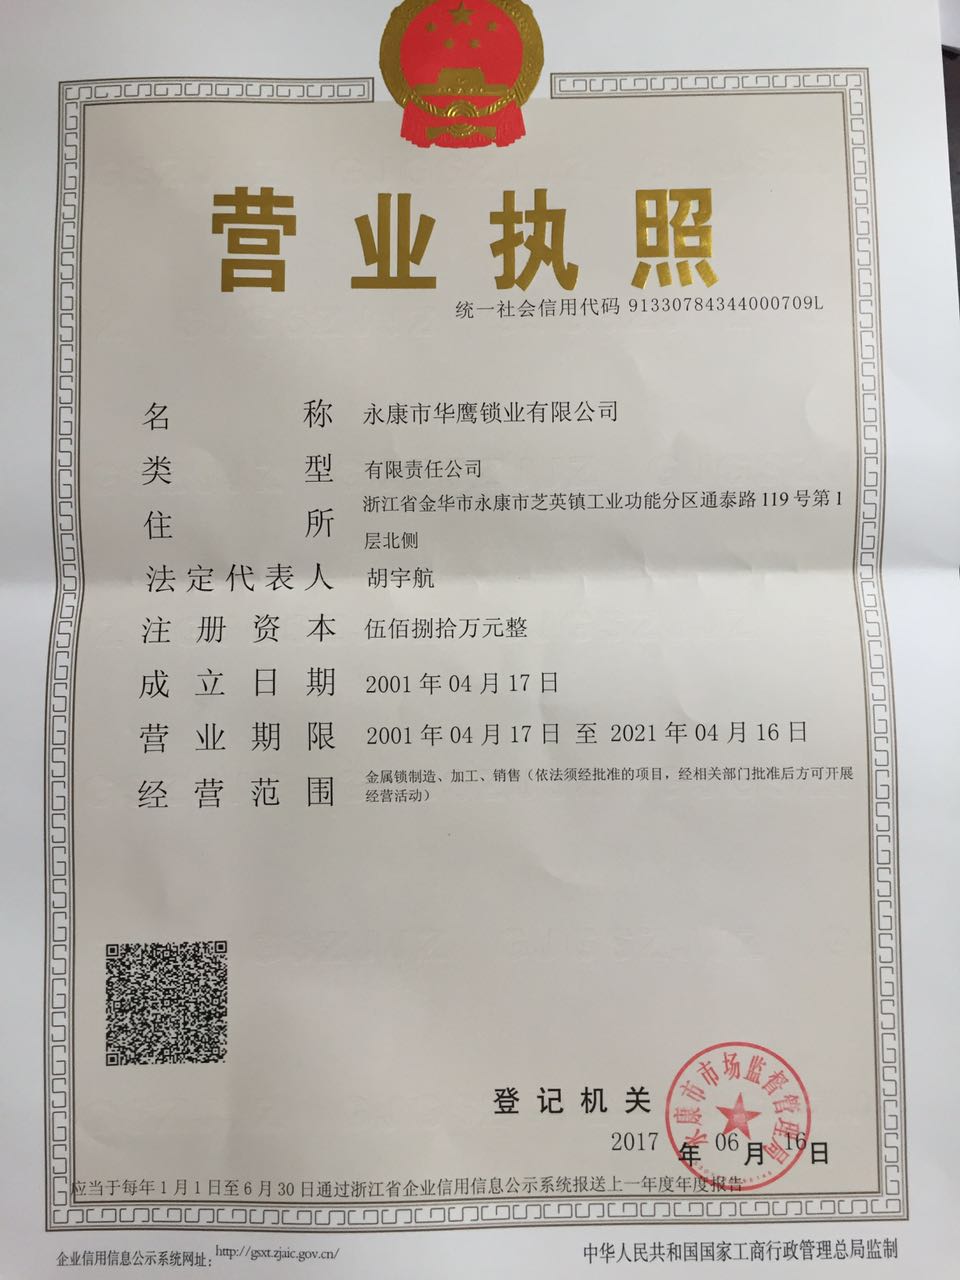 营业执照
统一社会信用代码 91330784344000709L
名称 永康市华鹰锁业有限公司
类型 有限责任公司
住所 浙江省金华市永康市芝英镇工业功能分区通泰路119号第1
层北侧
法定代表人 胡宇航
注册资本 伍佰捌拾万元整
成立日期 2001年04月17日
营业期限 2001年04月17日 至 2021年04月16日
经营范围 金属锁制造、加工、销售（依法须经批准的项目，经相关部门批准后方可开展
经营活动）
登记机关
永康市市场监督管理局
2017年06月16日
应当于每年1月1日至6月30日通过浙江省企业信用信息公示系统报送上一年度年度报告
企业信用信息公示系统网址：http://gsxt.zjaic.gov.cn/
中华人民共和国国家工商行政管理总局监制